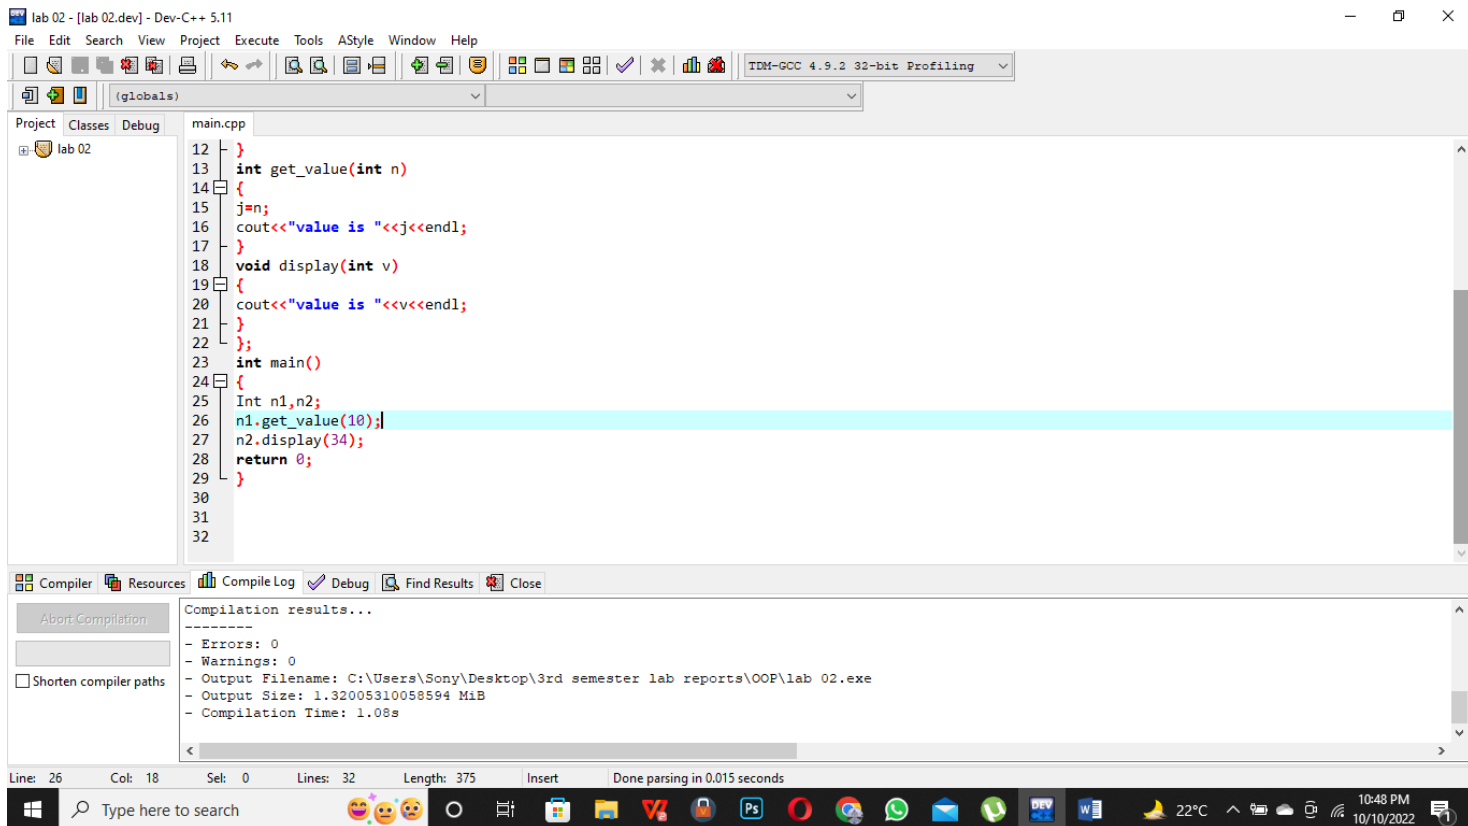 lab 02 - [lab 02.dev] - Dev-C++ 5.11
File Edit Search View Project Execute Tools AStyle Window Help
TDM-GCC 4.9.2 32-bit Profiling
(globals)
Project Classes Debug
main.cpp
lab 02
12 }
13 int get_value(int n)
14 {
15 j=n;
16 cout<<"value is "<<j<<endl;
17 }
18 void display(int v)
19 {
20 cout<<"value is "<<v<<endl;
21 }
22 };
23 int main()
24 {
25 Int n1,n2;
26 n1.get_value(10);
27 n2.display(34);
28 return 0;
29 }
30
31
32
Compiler Resources Compile Log Debug Find Results Close
Abort Compilation
Shorten compiler paths
Compilation results...
--------
- Errors: 0
- Warnings: 0
- Output Filename: C:\Users\Sony\Desktop\3rd semester lab reports\OOP\lab 02.exe
- Output Size: 1.32005310058594 MiB
- Compilation Time: 1.08s
Line: 26 Col: 18 Sel: 0 Lines: 32 Length: 375 Insert Done parsing in 0.015 seconds
Type here to search
Ps
DEV
W
22°C
10:48 PM
10/10/2022
1